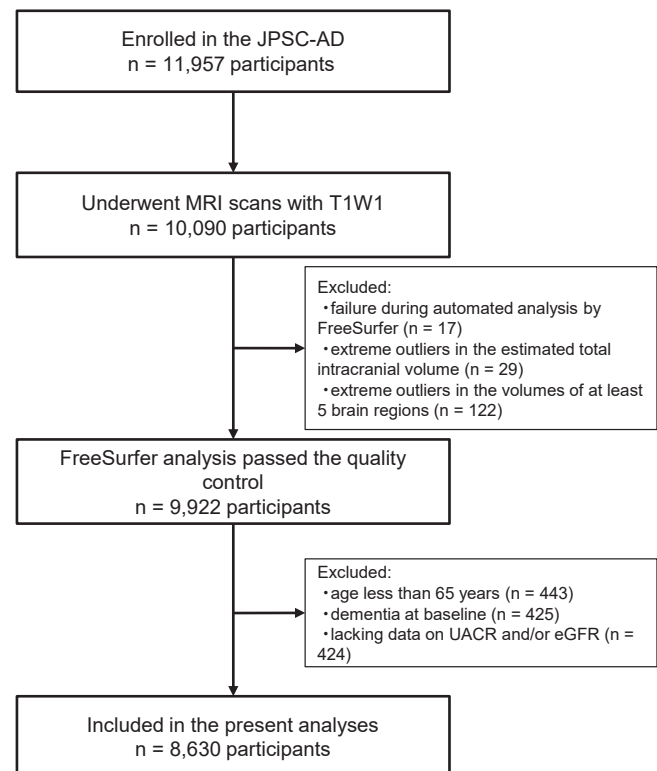 Enrolled in the JPSC-AD
n = 11,957 participants
Underwent MRI scans with T1W1
n = 10,090 participants
Excluded:
・failure during automated analysis by
FreeSurfer (n = 17)
・extreme outliers in the estimated total
intracranial volume (n = 29)
・extreme outliers in the volumes of at least
5 brain regions (n = 122)
FreeSurfer analysis passed the quality
control
n = 9,922 participants
Excluded:
・age less than 65 years (n = 443)
・dementia at baseline (n = 425)
・lacking data on UACR and/or eGFR (n =
424)
Included in the present analyses
n = 8,630 participants